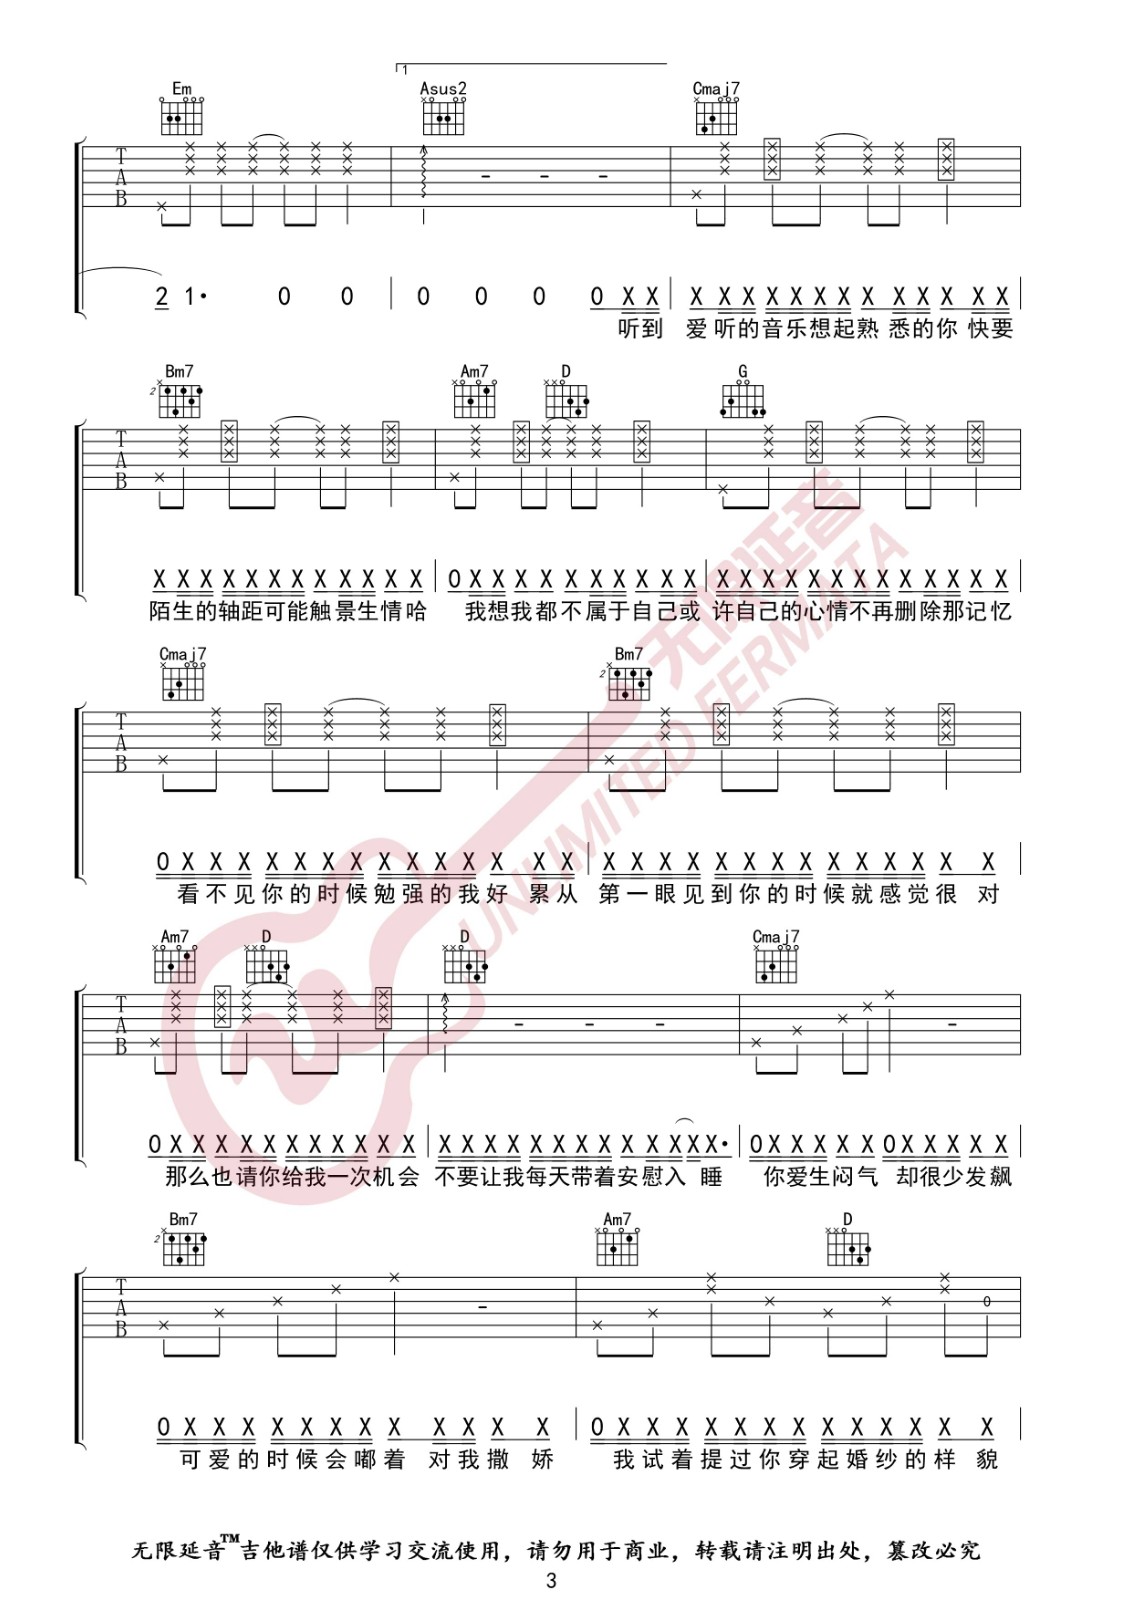 1
Em Asus2 Cmaj7
T
A
B
2 1· 0 0 0 0 0 0 X X X X X X X X X X X X X X X
听到 爱听的音乐想起熟悉的你快要
Bm7 Am7 D G
2
T
A
B
X X X X X X X X X X X X 0 X X X X X X X X X X X X X X X X X X X X X X X
陌生的轴距可能触景生情哈 我想我都不属于自己或 许自己的心情不再删除那记忆
Cmaj7 Bm7
2
T
A
B
0 X X X X X X X X X X X X X X X X X X X X X X X X X X X X
看不见你的时候勉强的我好累从 第一眼见到你的时候就感觉很对
Am7 D D Cmaj7
T
A
B
0 X X X X X X X X X X X X X X X X X X X X X X X X· 0 X X X X X 0 X X X X X
那么也请你给我一次机会 不要让我每天带着安慰入睡 你爱生闷气 却很少发飙
Bm7 Am7 D
2
T
A
B
0 X X X X X X X X X X X X 0 X X X X X X X X X X X X X
可爱的时候会嘟着 对我撒娇 我试着提过你穿起婚纱的样貌
0
无限延音
UNLIMITED FERMATA
无限延音™吉他谱仅供学习交流使用，请勿用于商业，转载请注明出处，篡改必究
3